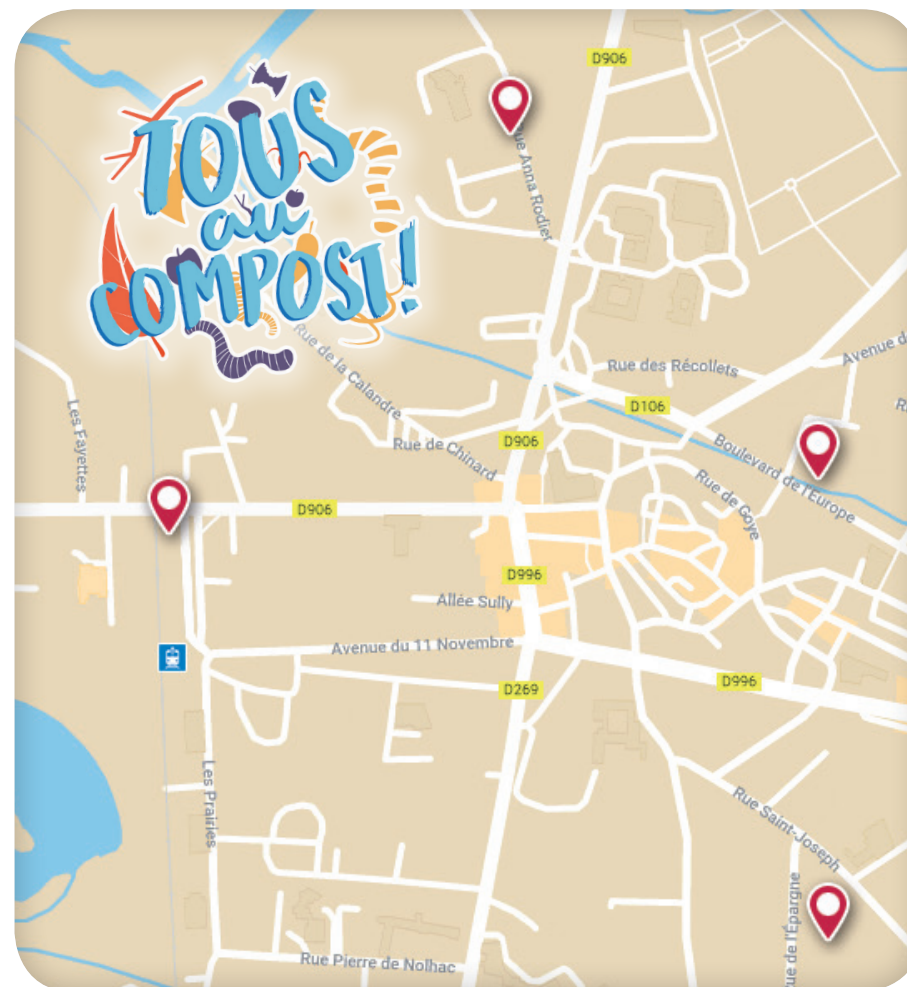 TOUS
au
COMPOST!
D906
Rue Anna Rodier
Rue de la Calandre
Rue des Récollets
Avenue d
D106
Les Fayettes
Rue de Chinard
D906
Boulevard de l'Europe
Rue de Goye
D906
D996
Allée Sully
Avenue du 11 Novembre
D269
D996
Les Prairies
Rue Saint-Joseph
ue de l'Épargne
Rue Pierre de Nolhac